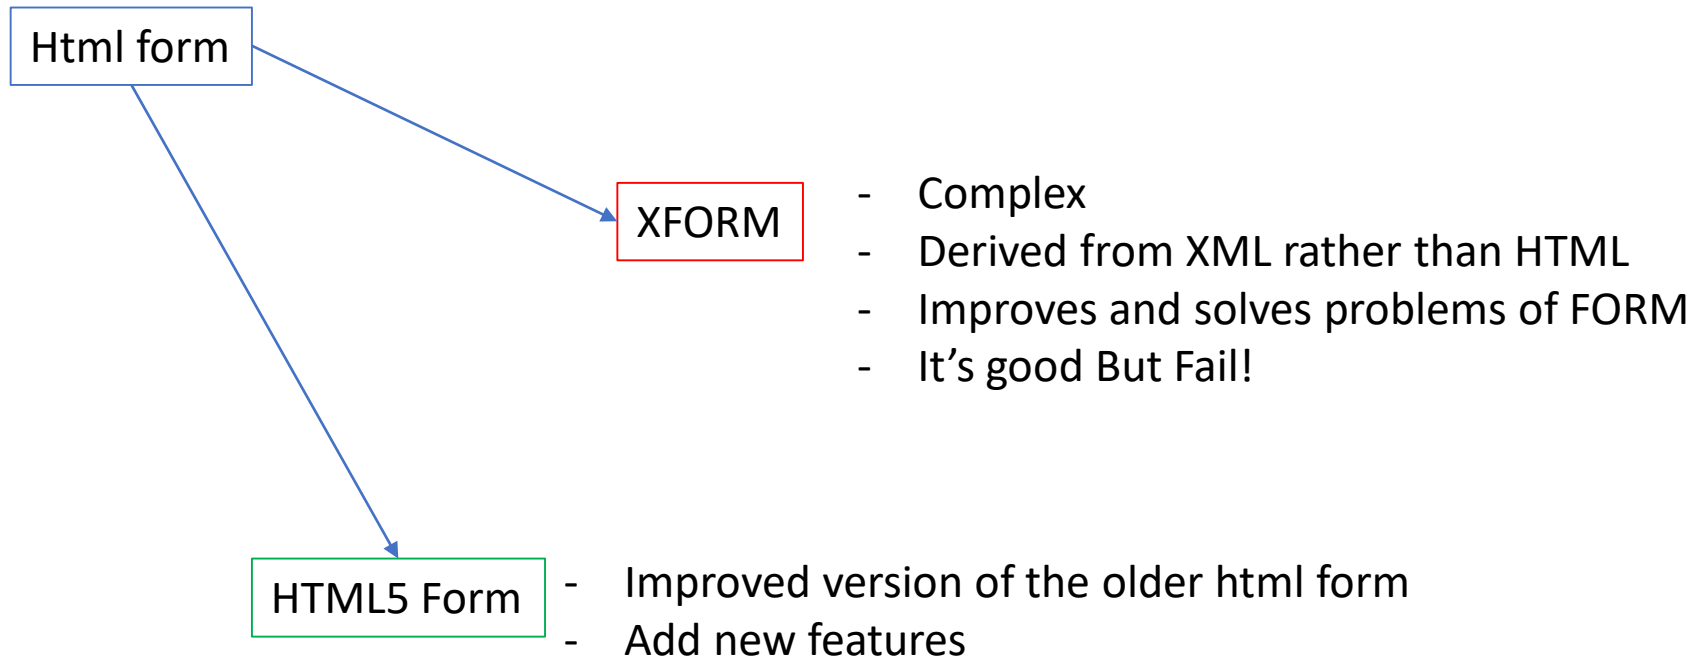 Html form
XFORM
- Complex
- Derived from XML rather than HTML
- Improves and solves problems of FORM
- It’s good But Fail!
HTML5 Form
- Improved version of the older html form
- Add new features